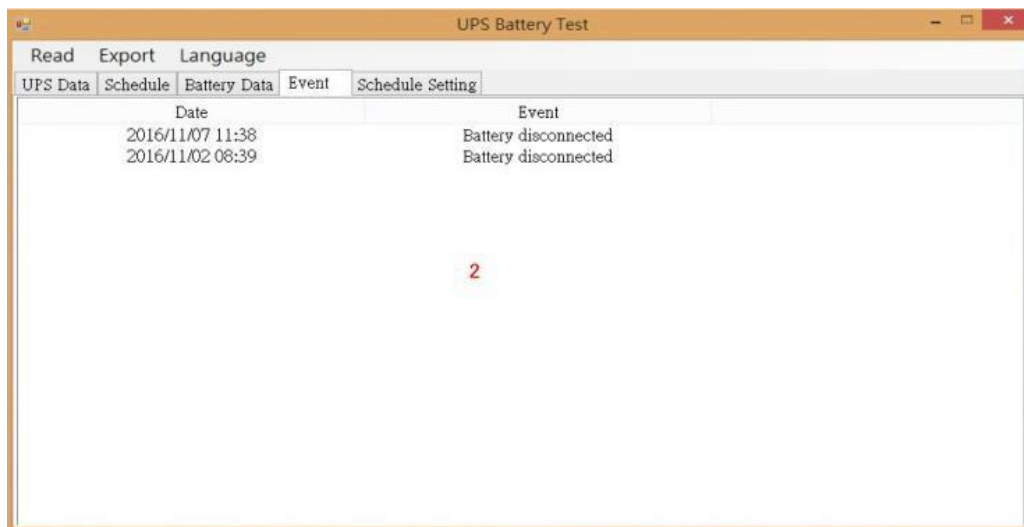 UPS Battery Test
Read Export Language
UPS Data Schedule Battery Data Event Schedule Setting
Date Event
2016/11/07 11:38 Battery disconnected
2016/11/02 08:39 Battery disconnected
2